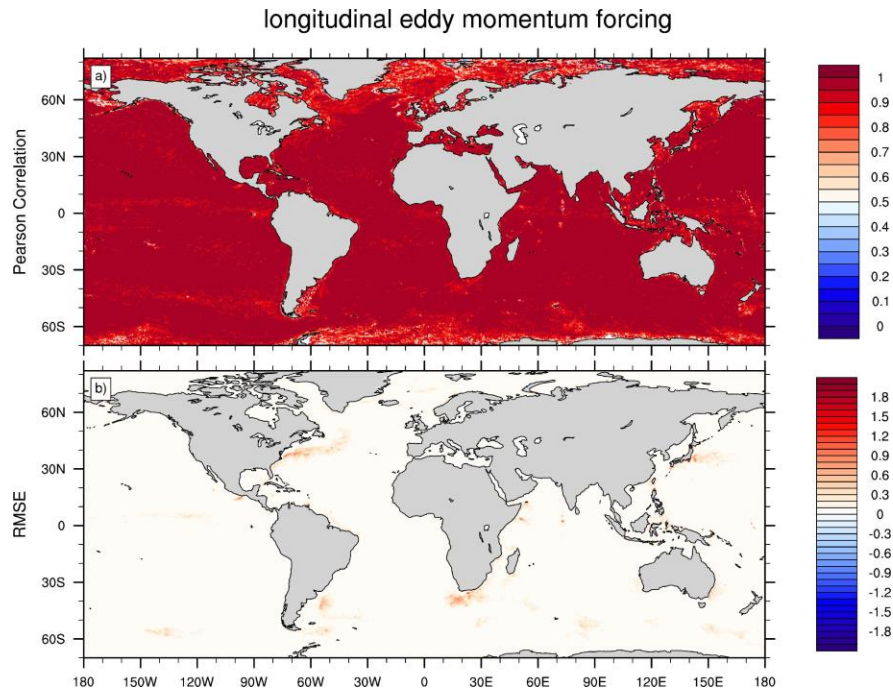 longitudinal eddy momentum forcing
a)
Pearson Correlation
60N
30N
0
30S
60S
1
0.9
0.8
0.7
0.6
0.5
0.4
0.3
0.2
0.1
0
b)
RMSE
60N
30N
0
30S
60S
180 150W 120W 90W 60W 30W 0 30E 60E 90E 120E 150E 180
1.8
1.5
1.2
0.9
0.6
0.3
0
-0.3
-0.6
-0.9
-1.2
-1.5
-1.8